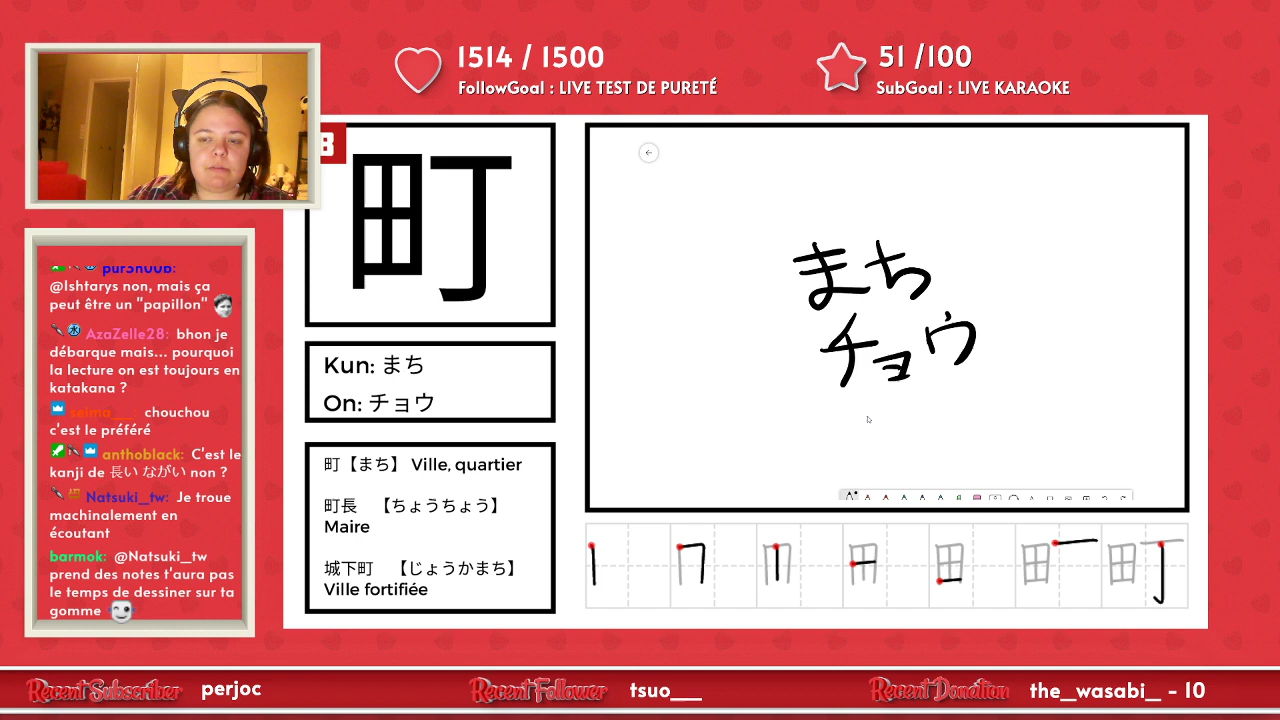 1514 / 1500
FollowGoal : LIVE TEST DE PURETÉ
51 /100
SubGoal : LIVE KARAOKE
町
Kun: まち
On: チョウ
町【まち】 Ville, quartier
町長 【ちょうちょう】
Maire
城下町 【じょうかまち】
Ville fortifiée
まち
チョウ
pur3n00B:
@Ishtarys non, mais ça
peut être un "papillon"
AzaZelle28: bhon je
débarque mais... pourquoi
la lecture on est toujours en
katakana ?
selma___: chouchou
c'est le préféré
anthoblack: C'est le
kanji de 長い ながい non ?
Natsuki_tw: Je trouve
machinalement en
écoutant
barmok: @Natsuki_tw
prend des notes t'aura pas
le temps de dessiner sur ta
gomme
Recent Subscriber perjoc
Recent Follower tsuo___
Recent Donation the_wasabi_ - 10